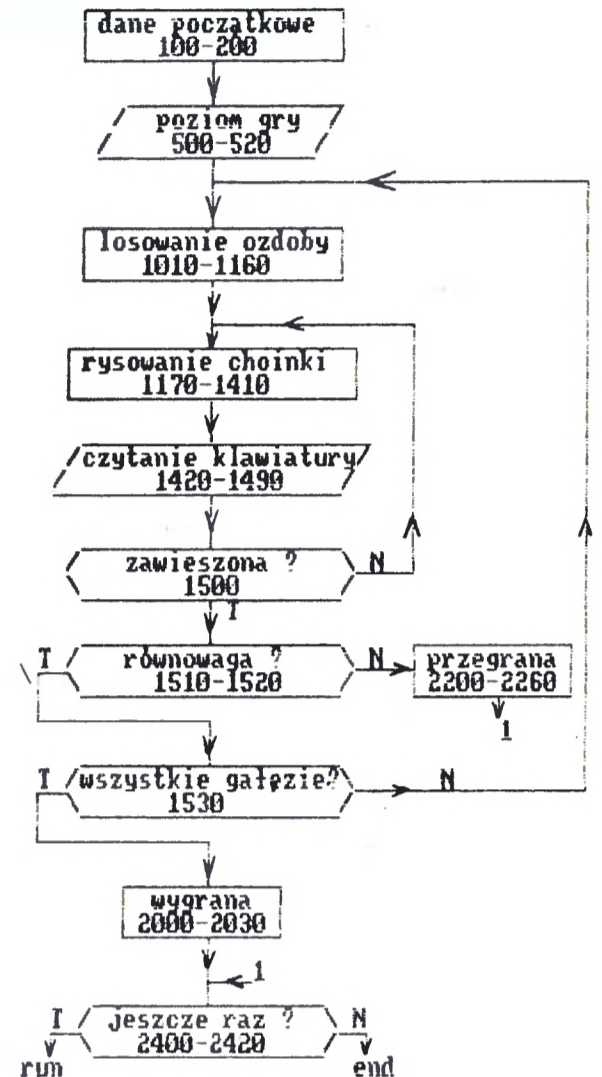 dane początkowe
100-200
poziom gry
500-520
losowanie ozdoby
1010-1160
rysowanie choinki
1170-1410
czytanie klawiatury
1420-1490
zawieszona ?
1500
N
T
T
równowaga ?
1510-1520
N
przegrana
2200-2260
1
T
wszystkie gałęzie?
1530
N
wygrana
2000-2030
1
T
jeszcze raz ?
2400-2420
N
run
end